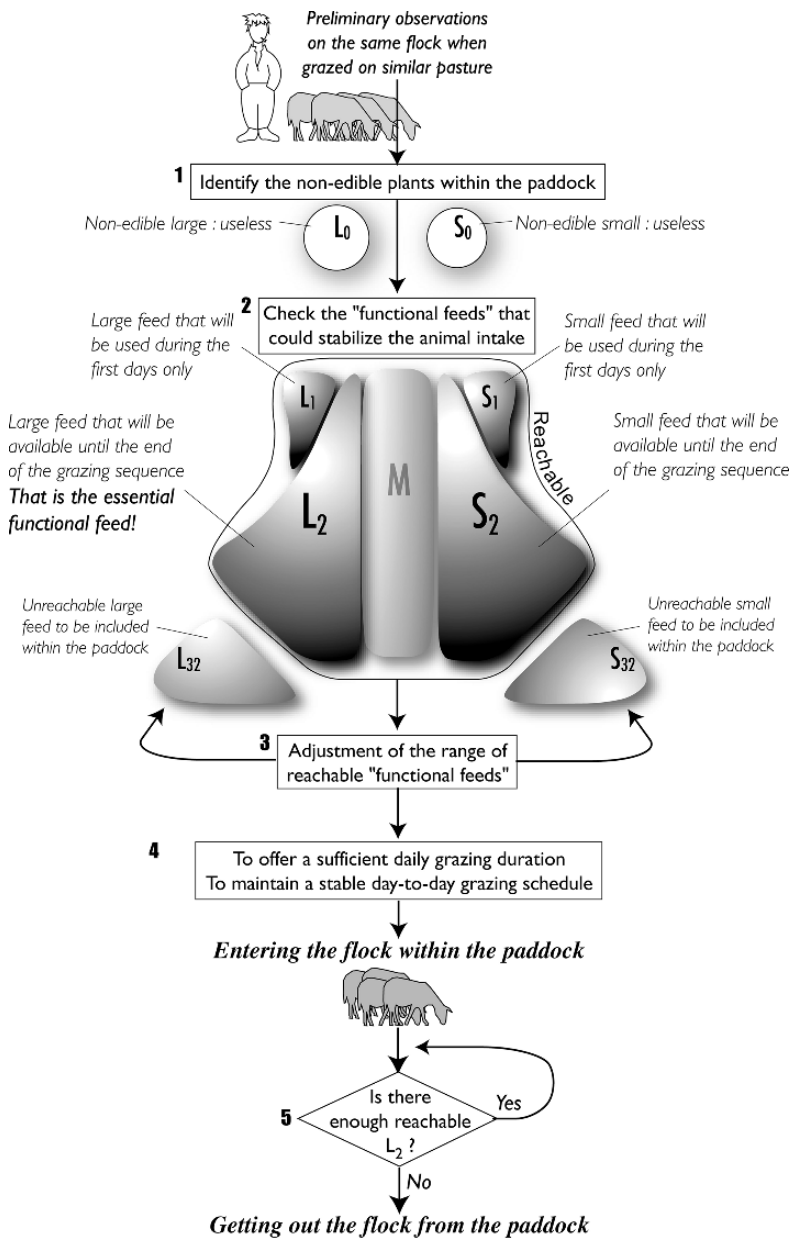 Preliminary observations
on the same flock when
grazed on similar pasture
1
Identify the non-edible plants within the paddock
Non-edible large : useless
L0
S0
Non-edible small : useless
2
Check the "functional feeds" that
could stabilize the animal intake
Large feed that will
be used during the
first days only
Small feed that will
be used during the
first days only
L1
S1
Reachable
Large feed that will be
available until the end
of the grazing sequence
That is the essential
functional feed!
Small feed that will be
available until the end
of the grazing sequence
L2
M
S2
Unreachable large
feed to be included
within the paddock
Unreachable small
feed to be included
within the paddock
L32
S32
3
Adjustment of the range of
reachable "functional feeds"
4
To offer a sufficient daily grazing duration
To maintain a stable day-to-day grazing schedule
Entering the flock within the paddock
5
Is there
enough reachable
L2 ?
Yes
No
Getting out the flock from the paddock